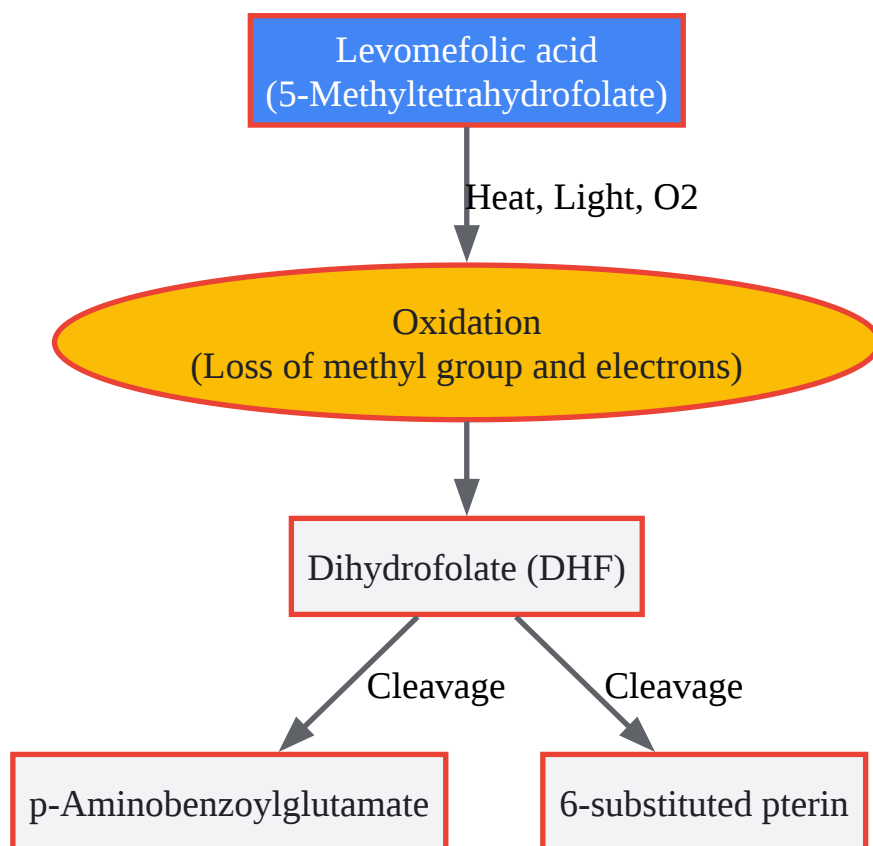 Levomefolic acid
(5-Methyltetrahydrofolate)
Heat, Light, O2
Oxidation
(Loss of methyl group and electrons)
Dihydrofolate (DHF)
Cleavage
Cleavage
p-Aminobenzoylglutamate
6-substituted pterin